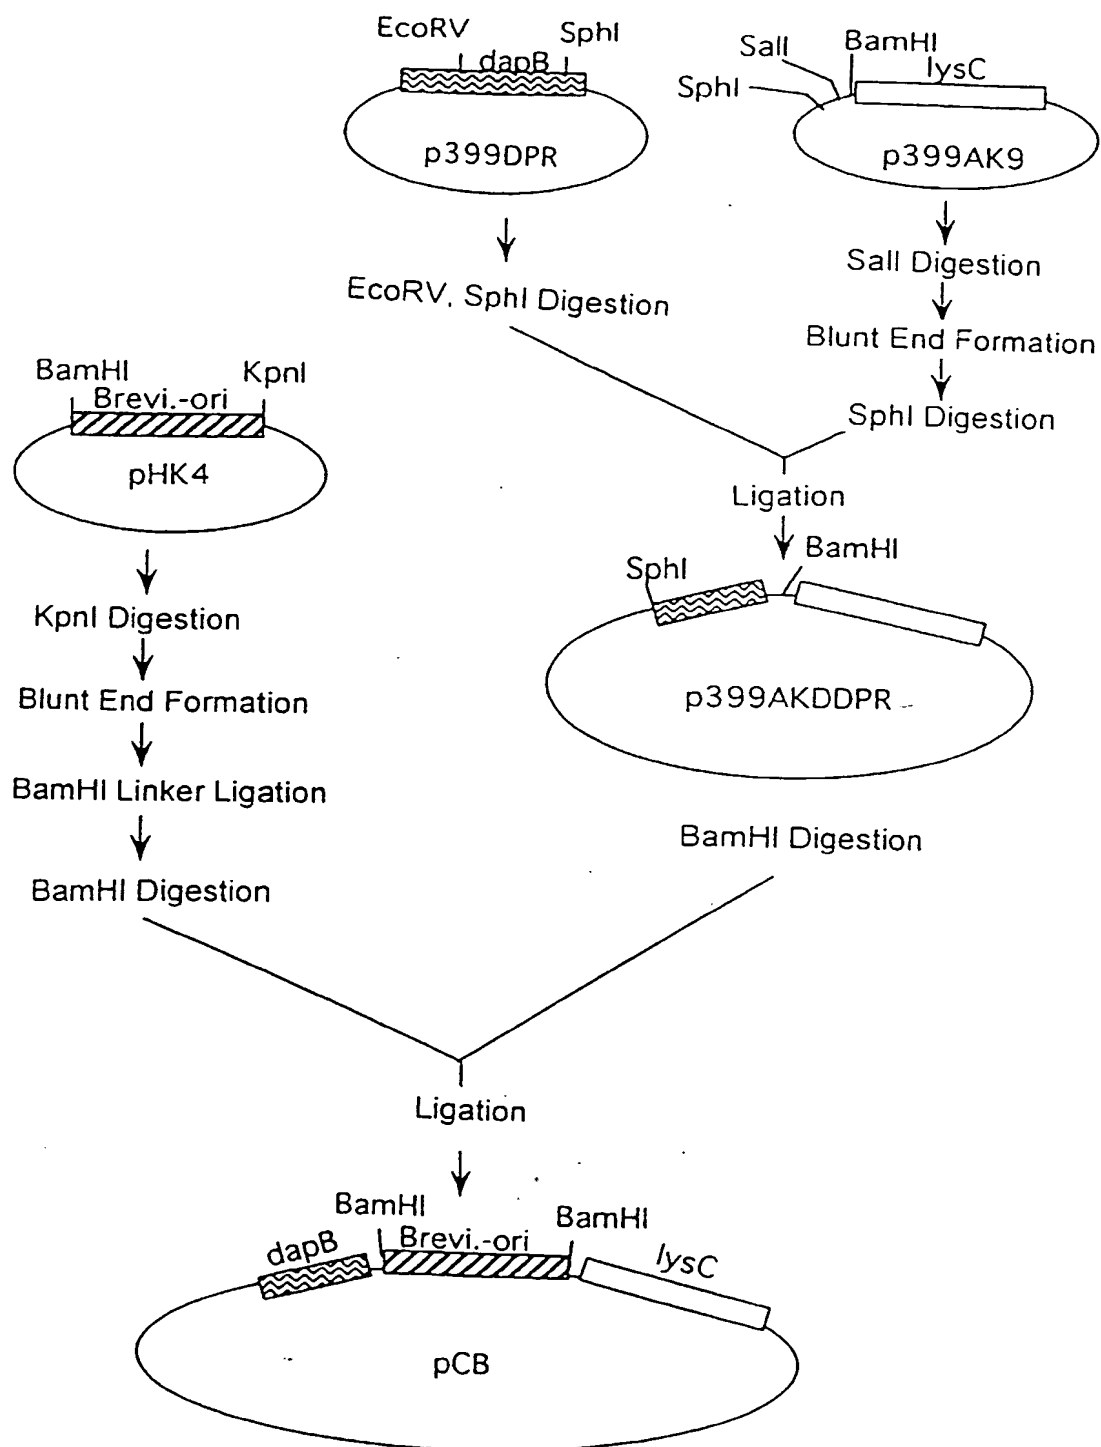 EcoRV
SphI
dapB
p399DPR
EcoRV, SphI Digestion
SalI
BamHI
lysC
SphI
p399AK9
SalI Digestion
Blunt End Formation
SphI Digestion
BamHI
KpnI
Brevi.-ori
pHK4
KpnI Digestion
Blunt End Formation
BamHI Linker Ligation
BamHI Digestion
Ligation
SphI
BamHI
p399AKDDPR
BamHI Digestion
Ligation
BamHI
BamHI
dapB
Brevi.-ori
lysC
pCB